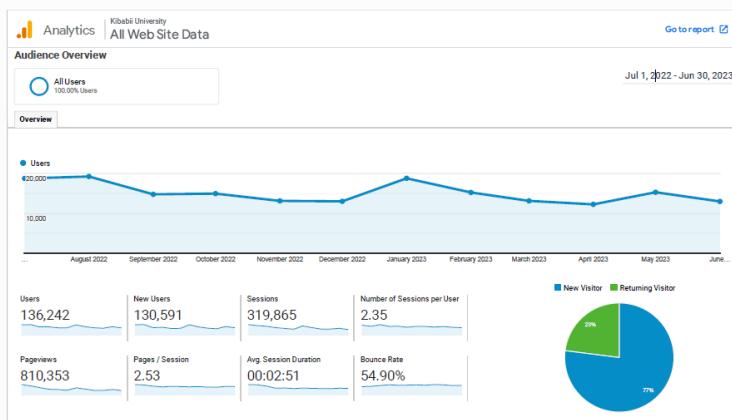 Analytics
Kibabii University
All Web Site Data
Go to report
Audience Overview
All Users
100.00% Users
Jul 1, 2022 - Jun 30, 2023
Overview
Users
20,000
10,000
...
August 2022
September 2022
October 2022
November 2022
December 2022
January 2023
February 2023
March 2023
April 2023
May 2023
June...
New Visitor
Returning Visitor
Users
136,242
New Users
130,591
Sessions
319,865
Number of Sessions per User
2.35
23%
77%
Pageviews
810,353
Pages / Session
2.53
Avg. Session Duration
00:02:51
Bounce Rate
54.90%